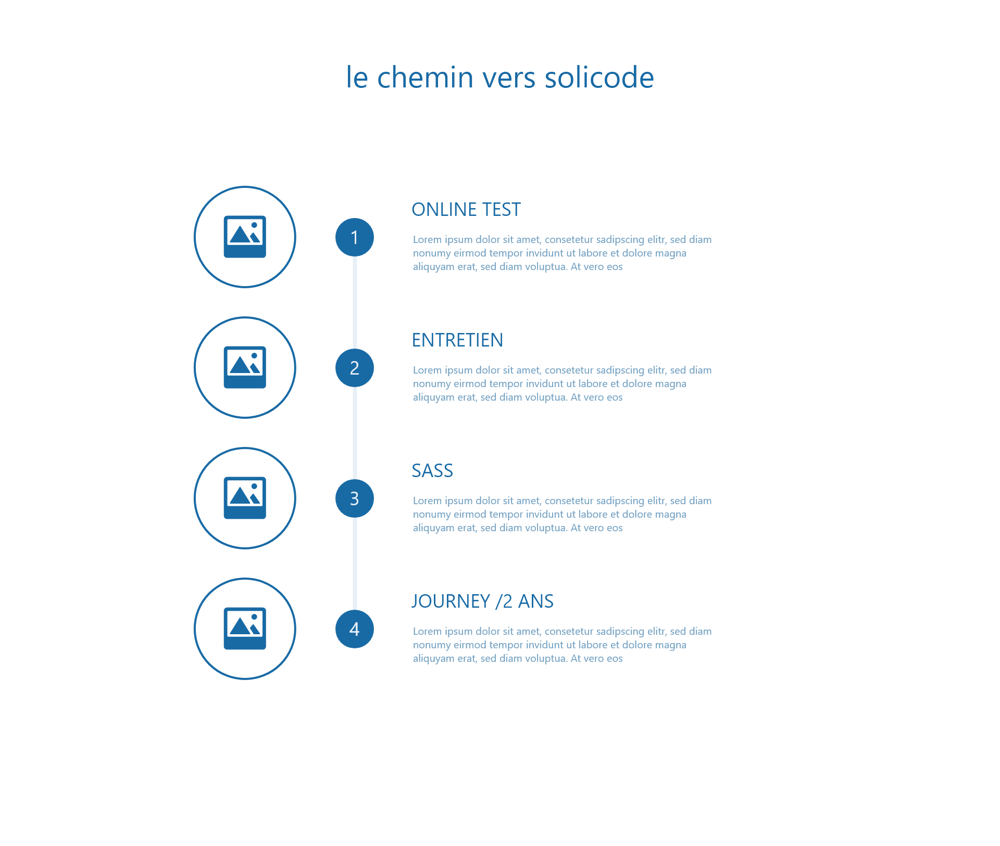 le chemin vers solicode
ONLINE TEST
1
Lorem ipsum dolor sit amet, consetetur sadipscing elitr, sed diam
nonumy eirmod tempor invidunt ut labore et dolore magna
aliquyam erat, sed diam voluptua. At vero eos
ENTRETIEN
2
Lorem ipsum dolor sit amet, consetetur sadipscing elitr, sed diam
nonumy eirmod tempor invidunt ut labore et dolore magna
aliquyam erat, sed diam voluptua. At vero eos
SASS
3
Lorem ipsum dolor sit amet, consetetur sadipscing elitr, sed diam
nonumy eirmod tempor invidunt ut labore et dolore magna
aliquyam erat, sed diam voluptua. At vero eos
JOURNEY /2 ANS
4
Lorem ipsum dolor sit amet, consetetur sadipscing elitr, sed diam
nonumy eirmod tempor invidunt ut labore et dolore magna
aliquyam erat, sed diam voluptua. At vero eos